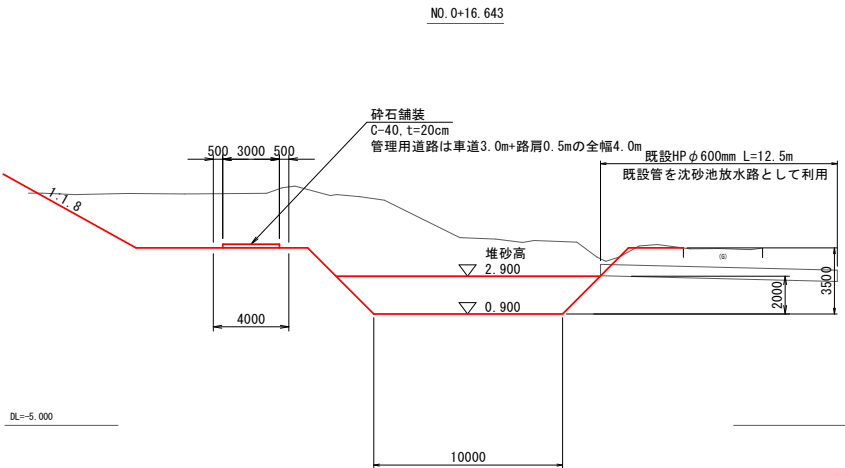 NO.0+16.643
砕石舗装
C-40,t=20cm
管理用道路は車道3.0m+路肩0.5mの全幅4.0m
500 3000 500
既設HPφ600mm L=12.5m
既設管を沈砂池放水路として利用
1:1.8
堆砂高
2.900
(G)
0.900
2000
3500
4000
DL=-5.000
10000